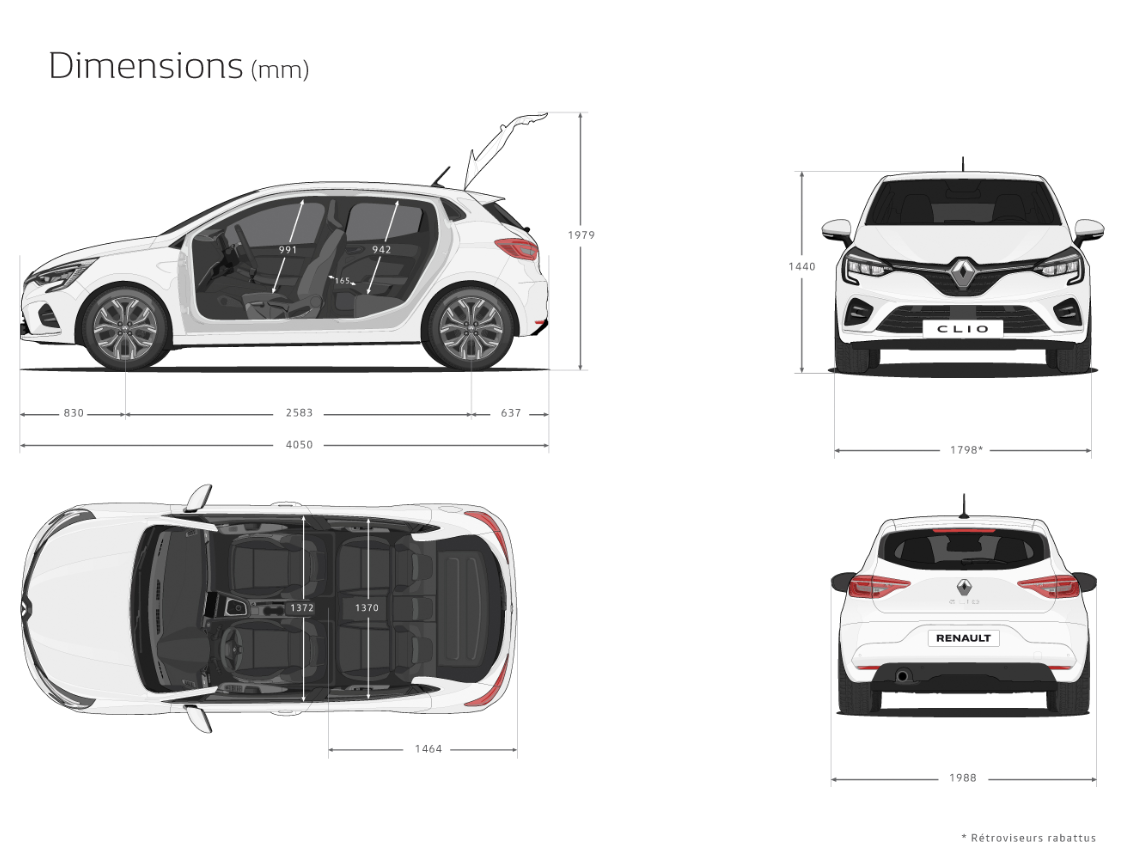 Dimensions (mm)
1979
991
942
165
1440
CLIO
830
2583
637
4050
1798*
1372
1370
CLIO
RENAULT
1464
1988
* Rétroviseurs rabattus